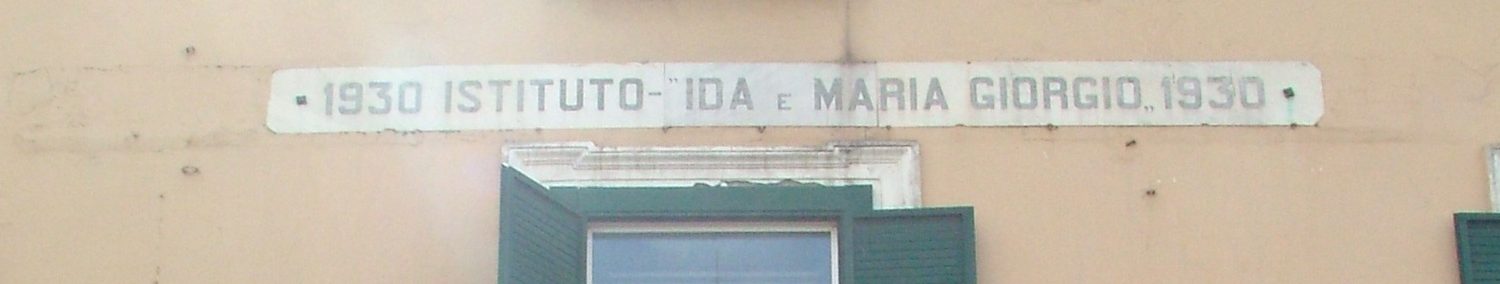 1930 ISTITUTO-"IDA E MARIA GIORGIO„ 1930